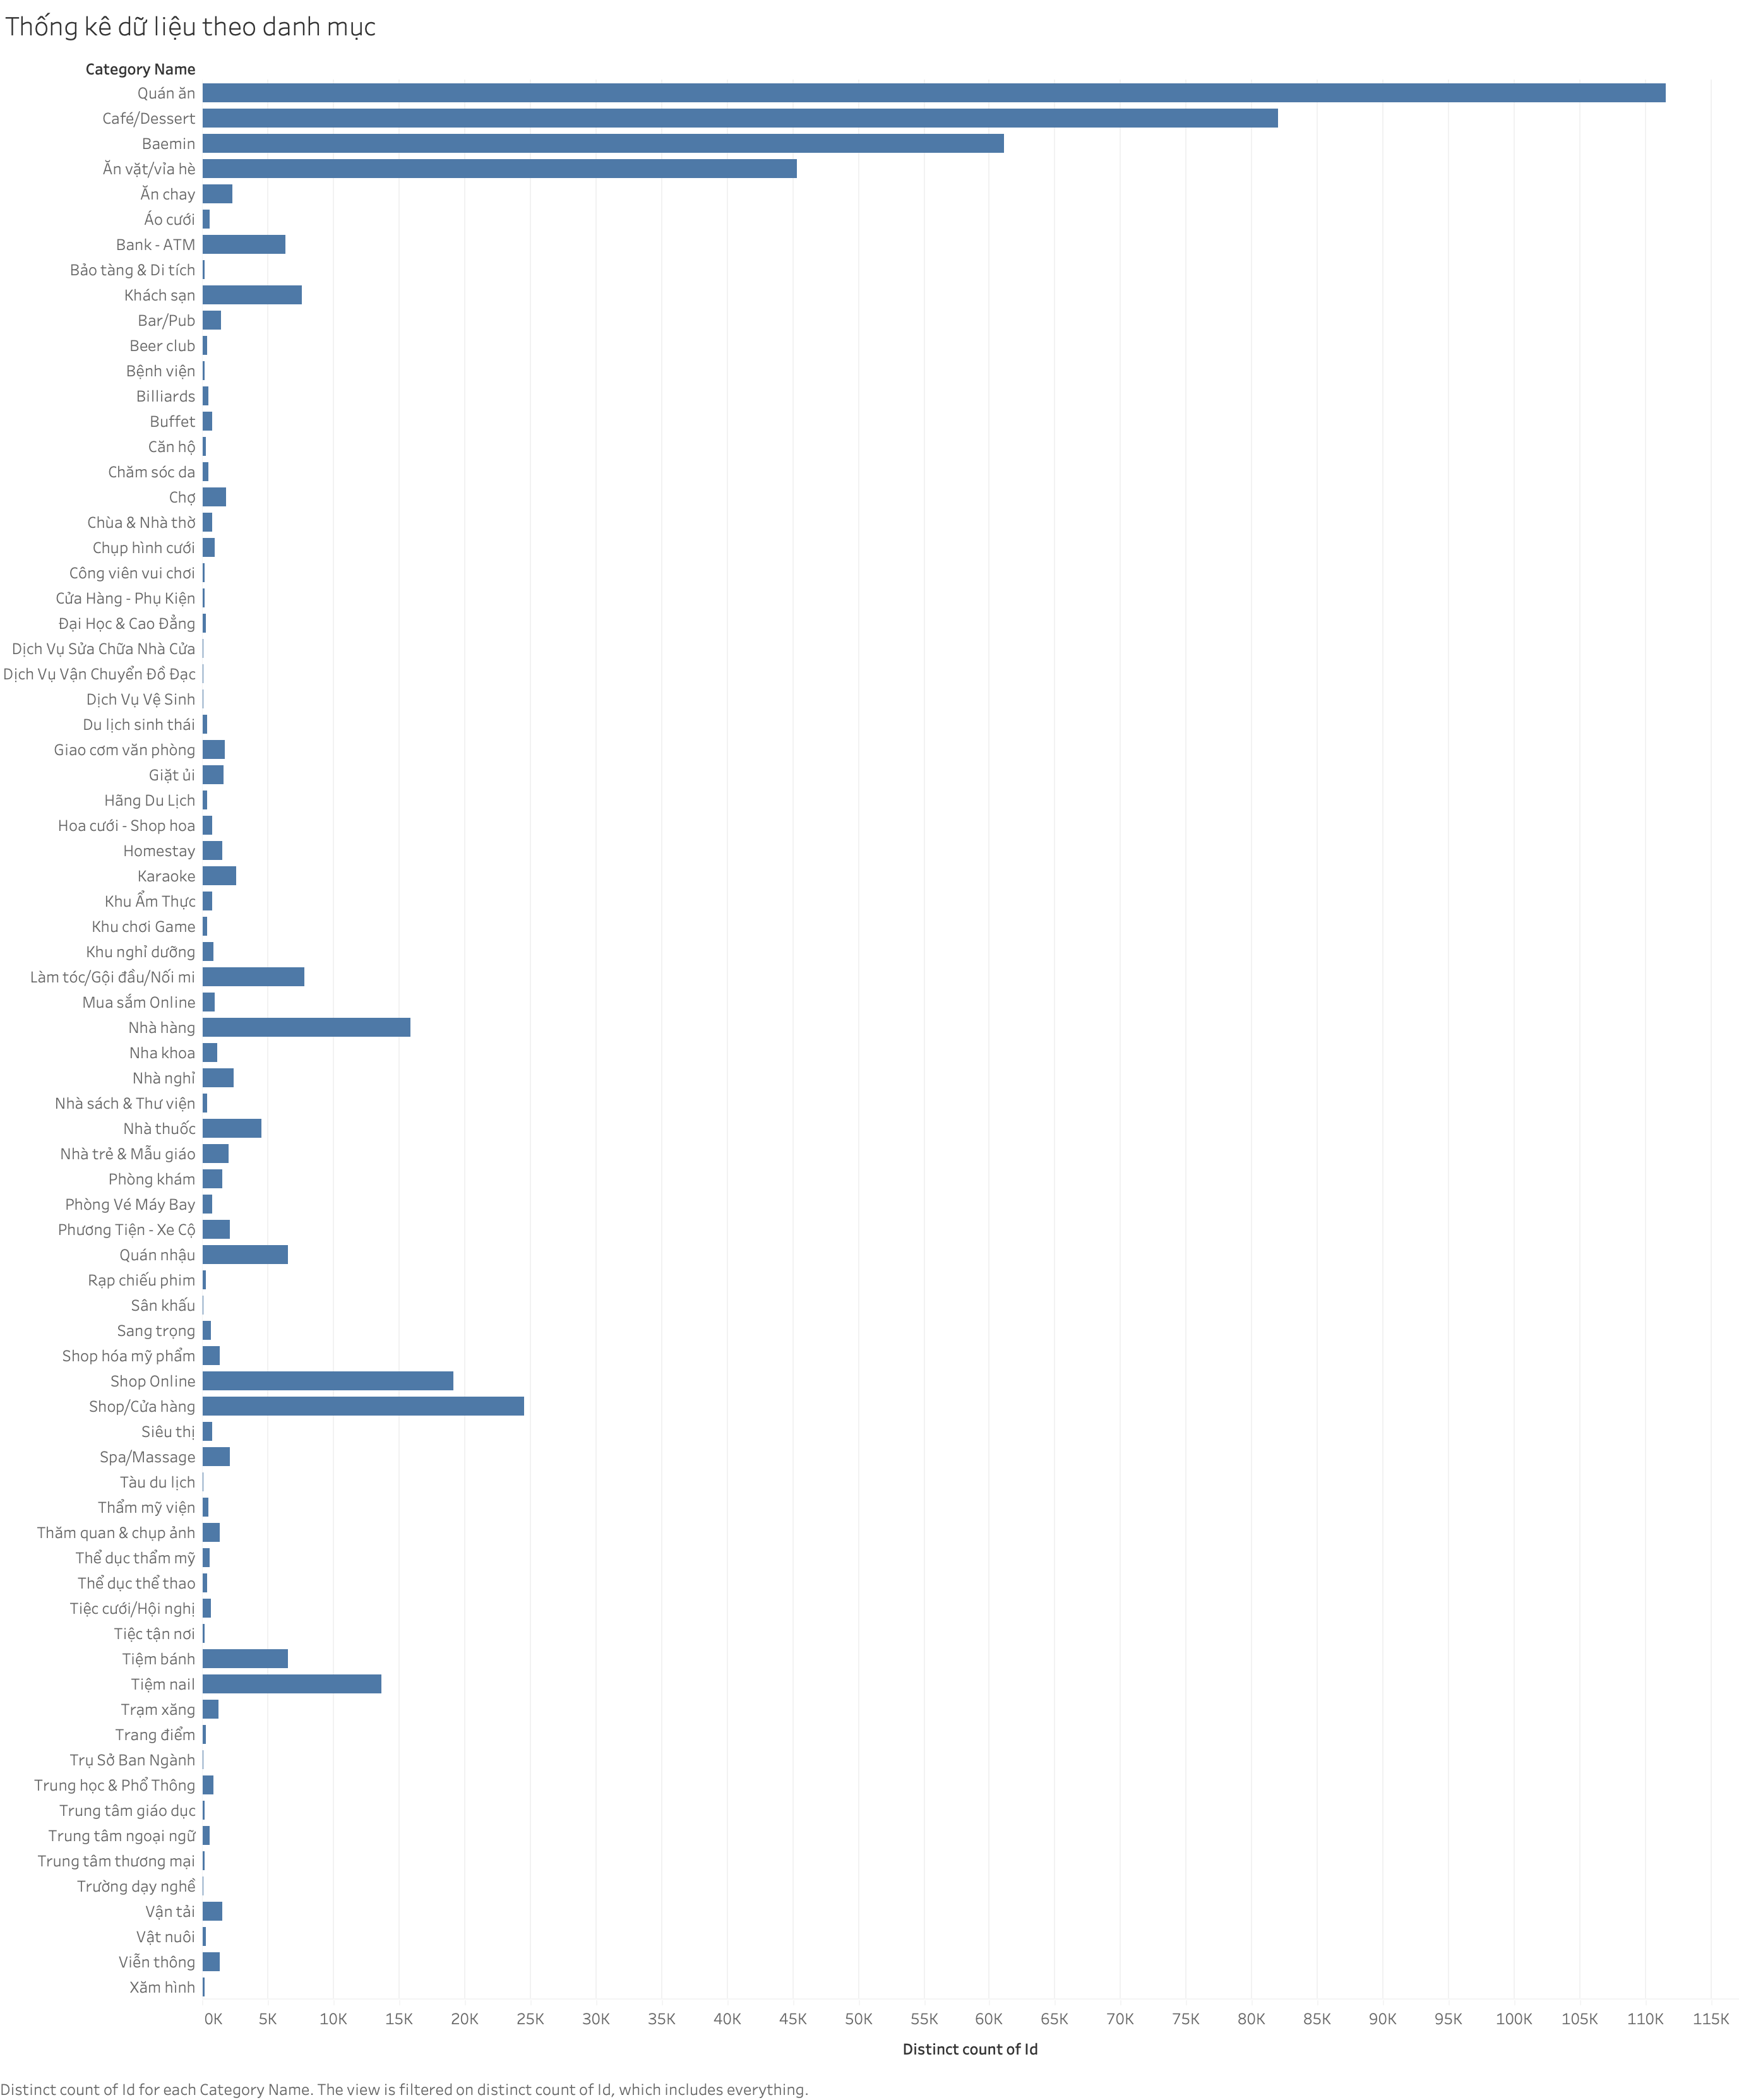 Thống kê dữ liệu theo danh mục
Category Name
Quán ăn
Café/Dessert
Baemin
Ăn vặt/vỉa hè
Ăn chay
Áo cưới
Bank - ATM
Bảo tàng & Di tích
Khách sạn
Bar/Pub
Beer club
Bệnh viện
Billiards
Buffet
Căn hộ
Chăm sóc da
Chợ
Chùa & Nhà thờ
Chụp hình cưới
Công viên vui chơi
Cửa Hàng - Phụ Kiện
Đại Học & Cao Đẳng
Dịch Vụ Sửa Chữa Nhà Cửa
Dịch Vụ Vận Chuyển Đồ Đạc
Dịch Vụ Vệ Sinh
Du lịch sinh thái
Giao cơm văn phòng
Giặt ủi
Hãng Du Lịch
Hoa cưới - Shop hoa
Homestay
Karaoke
Khu Ẩm Thực
Khu chơi Game
Khu nghỉ dưỡng
Làm tóc/Gội đầu/Nối mi
Mua sắm Online
Nhà hàng
Nha khoa
Nhà nghỉ
Nhà sách & Thư viện
Nhà thuốc
Nhà trẻ & Mẫu giáo
Phòng khám
Phòng Vé Máy Bay
Phương Tiện - Xe Cộ
Quán nhậu
Rạp chiếu phim
Sân khấu
Sang trọng
Shop hóa mỹ phẩm
Shop Online
Shop/Cửa hàng
Siêu thị
Spa/Massage
Tàu du lịch
Thẩm mỹ viện
Thăm quan & chụp ảnh
Thể dục thẩm mỹ
Thể dục thể thao
Tiệc cưới/Hội nghị
Tiệc tận nơi
Tiệm bánh
Tiệm nail
Trạm xăng
Trang điểm
Trụ Sở Ban Ngành
Trung học & Phổ Thông
Trung tâm giáo dục
Trung tâm ngoại ngữ
Trung tâm thương mại
Trường dạy nghề
Vận tải
Vật nuôi
Viễn thông
Xăm hình
0K 5K 10K 15K 20K 25K 30K 35K 40K 45K 50K 55K 60K 65K 70K 75K 80K 85K 90K 95K 100K 105K 110K 115K
Distinct count of Id
Distinct count of Id for each Category Name. The view is filtered on distinct count of Id, which includes everything.